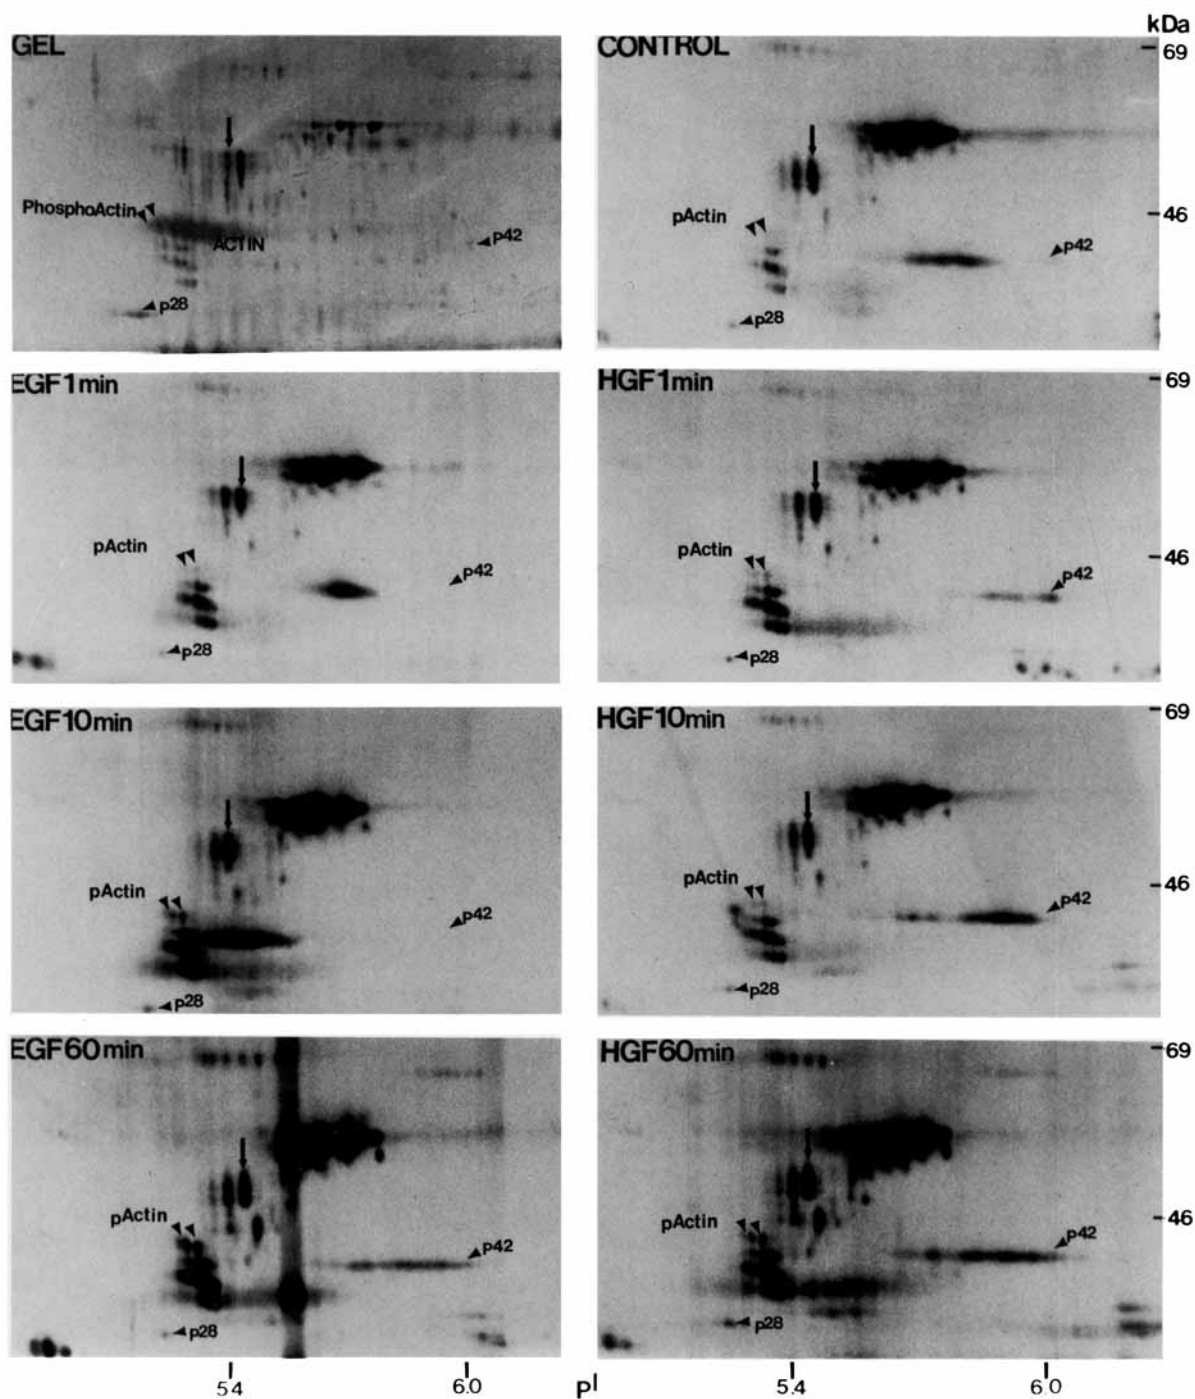 kDa
GEL
CONTROL
69
PhosphoActin
ACTIN
p42
p28
pActin
46
p42
p28
EGF1min
HGF1min
69
pActin
p42
p28
pActin
46
p42
p28
EGF10min
HGF10min
69
pActin
p42
p28
pActin
46
p42
p28
EGF60min
HGF60min
69
pActin
p42
p28
pActin
46
p42
p28
54
6.0
PI
5.4
6.0